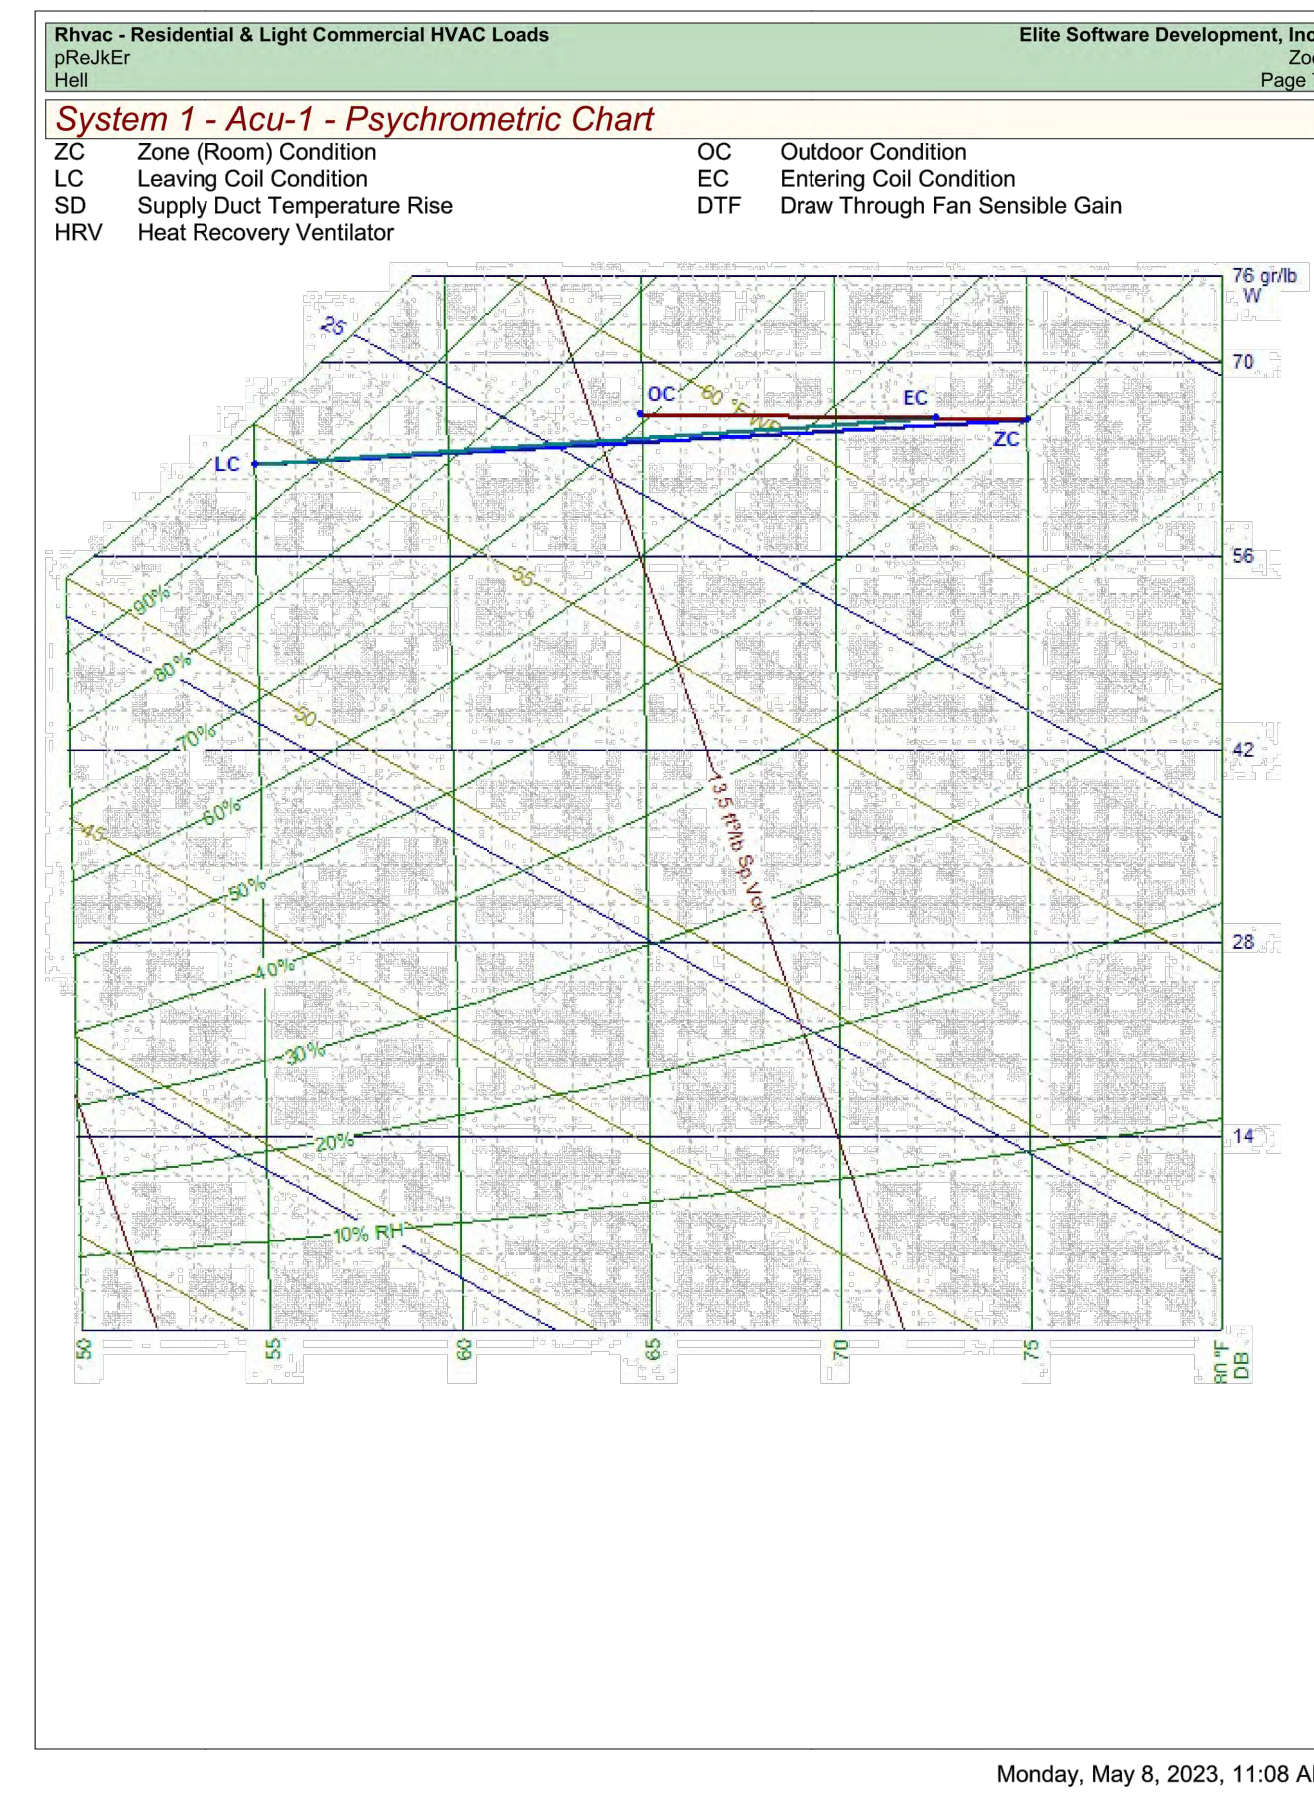 Rhvac - Residential & Light Commercial HVAC Loads
Elite Software Development, Inc
pReJkEr
Zo
Hell
Page
System 1 - Acu-1 - Psychrometric Chart
ZC Zone (Room) Condition
OC Outdoor Condition
LC Leaving Coil Condition
EC Entering Coil Condition
SD Supply Duct Temperature Rise
DTF Draw Through Fan Sensible Gain
HRV Heat Recovery Ventilator
76 gr/lb
W
25
70
OC
60 °F WB
EC
ZC
LC
56
55
90%
80%
50
70%
42
13.5 ft³/lb Sp.Vol
60%
45
50%
28
40%
30%
20%
14
10% RH
50
55
60
65
70
75
80 °F
DB
Monday, May 8, 2023, 11:08 A